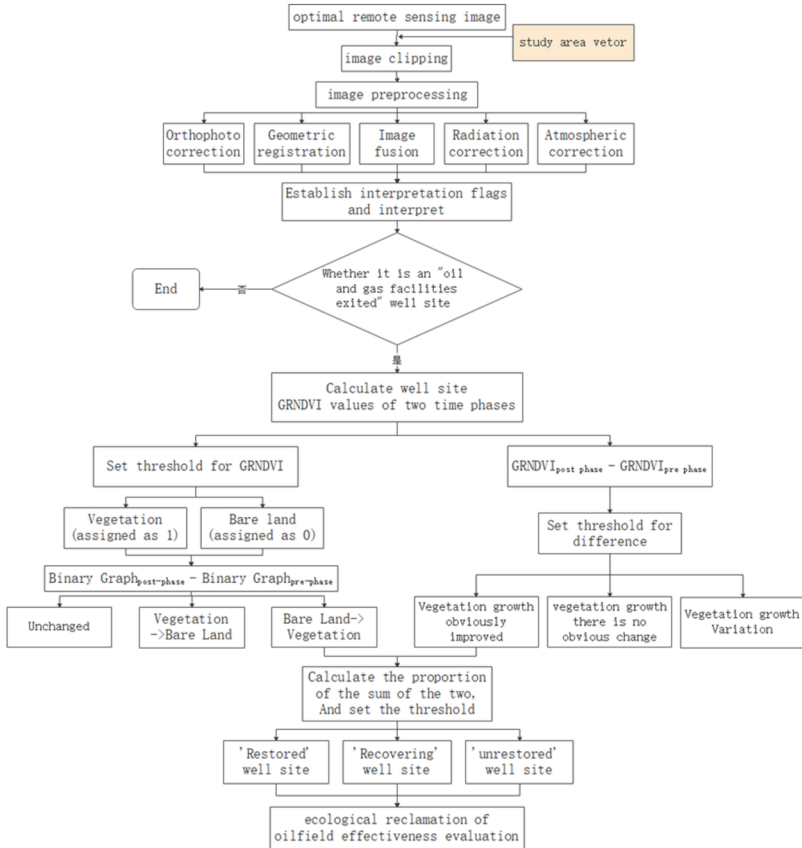 optimal remote sensing image
study area vetor
image clipping
image preprocessing
Orthophoto
correction
Geometric
registration
Image
fusion
Radiation
correction
Atmospheric
correction
Establish interpretation flags
and interpret
Whether it is an "oil
and gas facilities
exited" well site
否
End
是
Calculate well site
GRNDVI values of two time phases
Set threshold for GRNDVI
GRNDVIpost phase - GRNDVIpre phase
Vegetation
(assigned as 1)
Bare land
(assigned as 0)
Set threshold for
difference
Binary Graphpost-phase - Binary Graphpre-phase
Unchanged
Vegetation
->Bare Land
Bare Land->
Vegetation
Vegetation growth
obviously
improved
vegetation growth
there is no
obvious change
Vegetation growth
Variation
Calculate the proportion
of the sum of the two,
And set the threshold
'Restored'
well site
'Recovering'
well site
'unrestored'
well site
ecological reclamation of
oilfield effectiveness evaluation